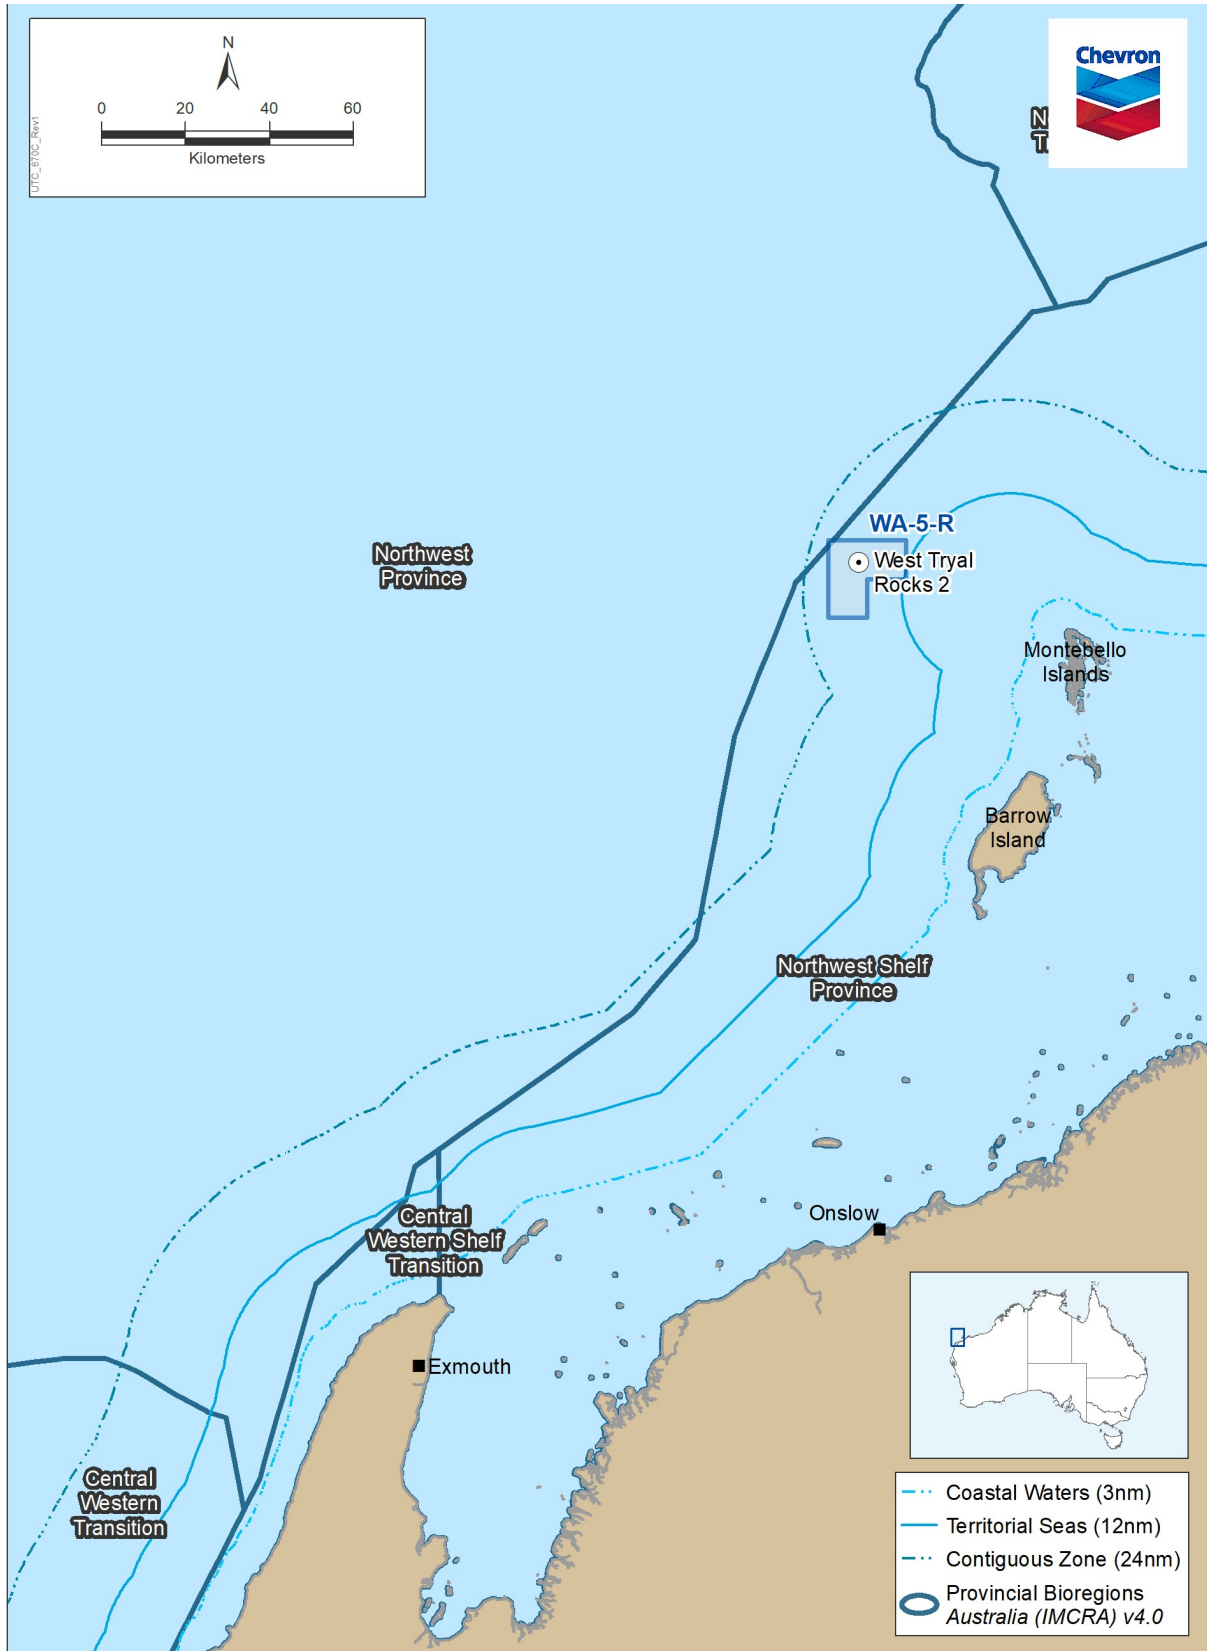 N
0 20 40 60
Kilometers
UTC_670C_Rev1
Chevron
N
T
WA-5-R
West Tryal
Rocks 2
Northwest
Province
Montebello
Islands
Barrow
Island
Northwest Shelf
Province
Central
Western Shelf
Transition
Onslow
Exmouth
Central
Western
Transition
Coastal Waters (3nm)
Territorial Seas (12nm)
Contiguous Zone (24nm)
Provincial Bioregions
Australia (IMCRA) v4.0